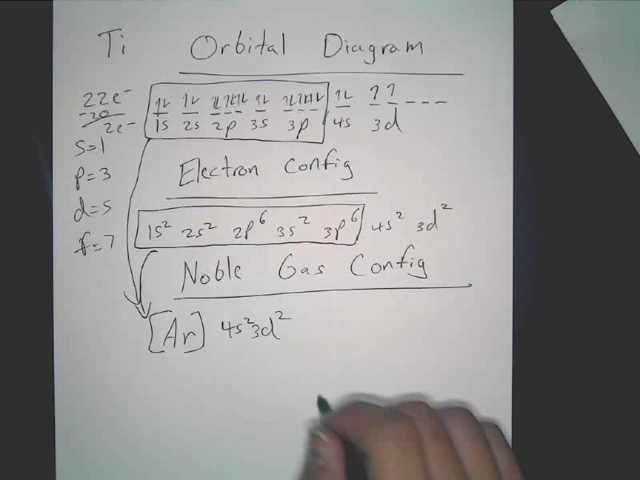 Ti Orbital Diagram
22e⁻
-20
2e⁻
1s 2s 2p 3s 3p 4s 3d
s=1
p=3
d=5
f=7
Electron Config
1s² 2s² 2p⁶ 3s² 3p⁶ 4s² 3d²
Noble Gas Config
[Ar] 4s²3d²